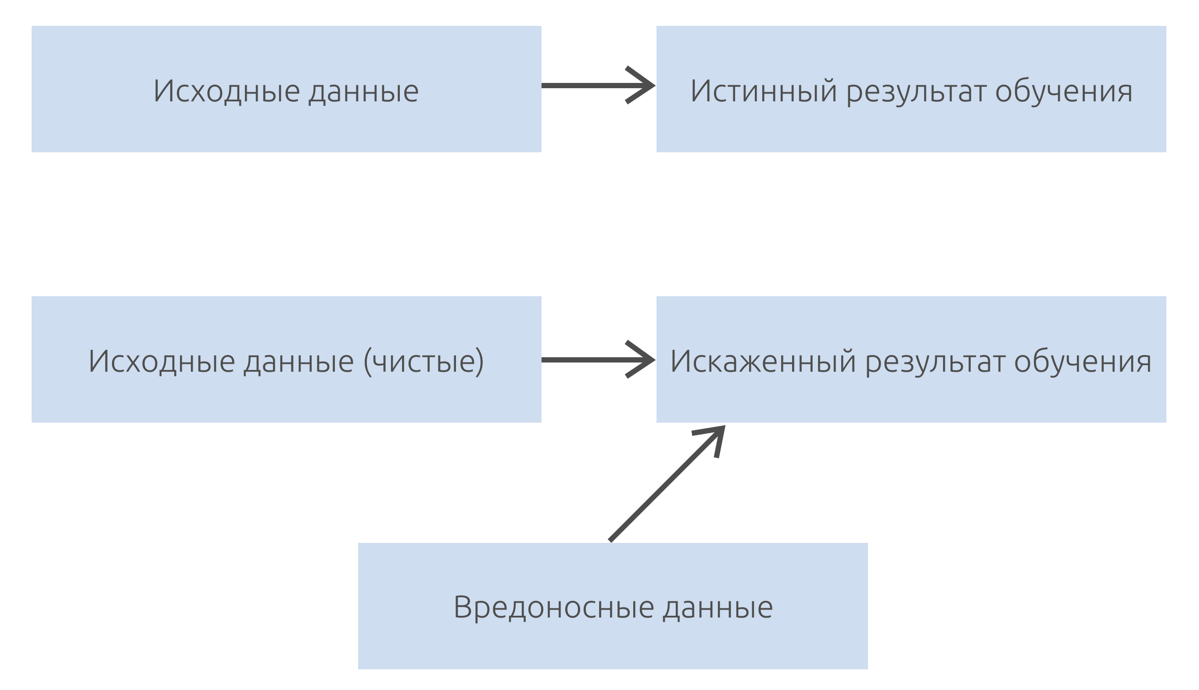 Исходные данные
Истинный результат обучения
Исходные данные (чистые)
Искаженный результат обучения
Вредоносные данные